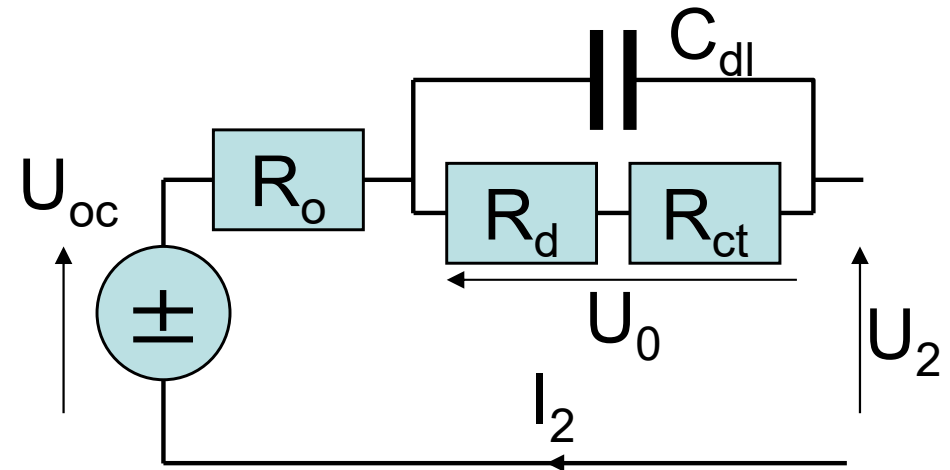 C_dl
U_oc
R_o
R_d
R_ct
±
U_0
U_2
I_2